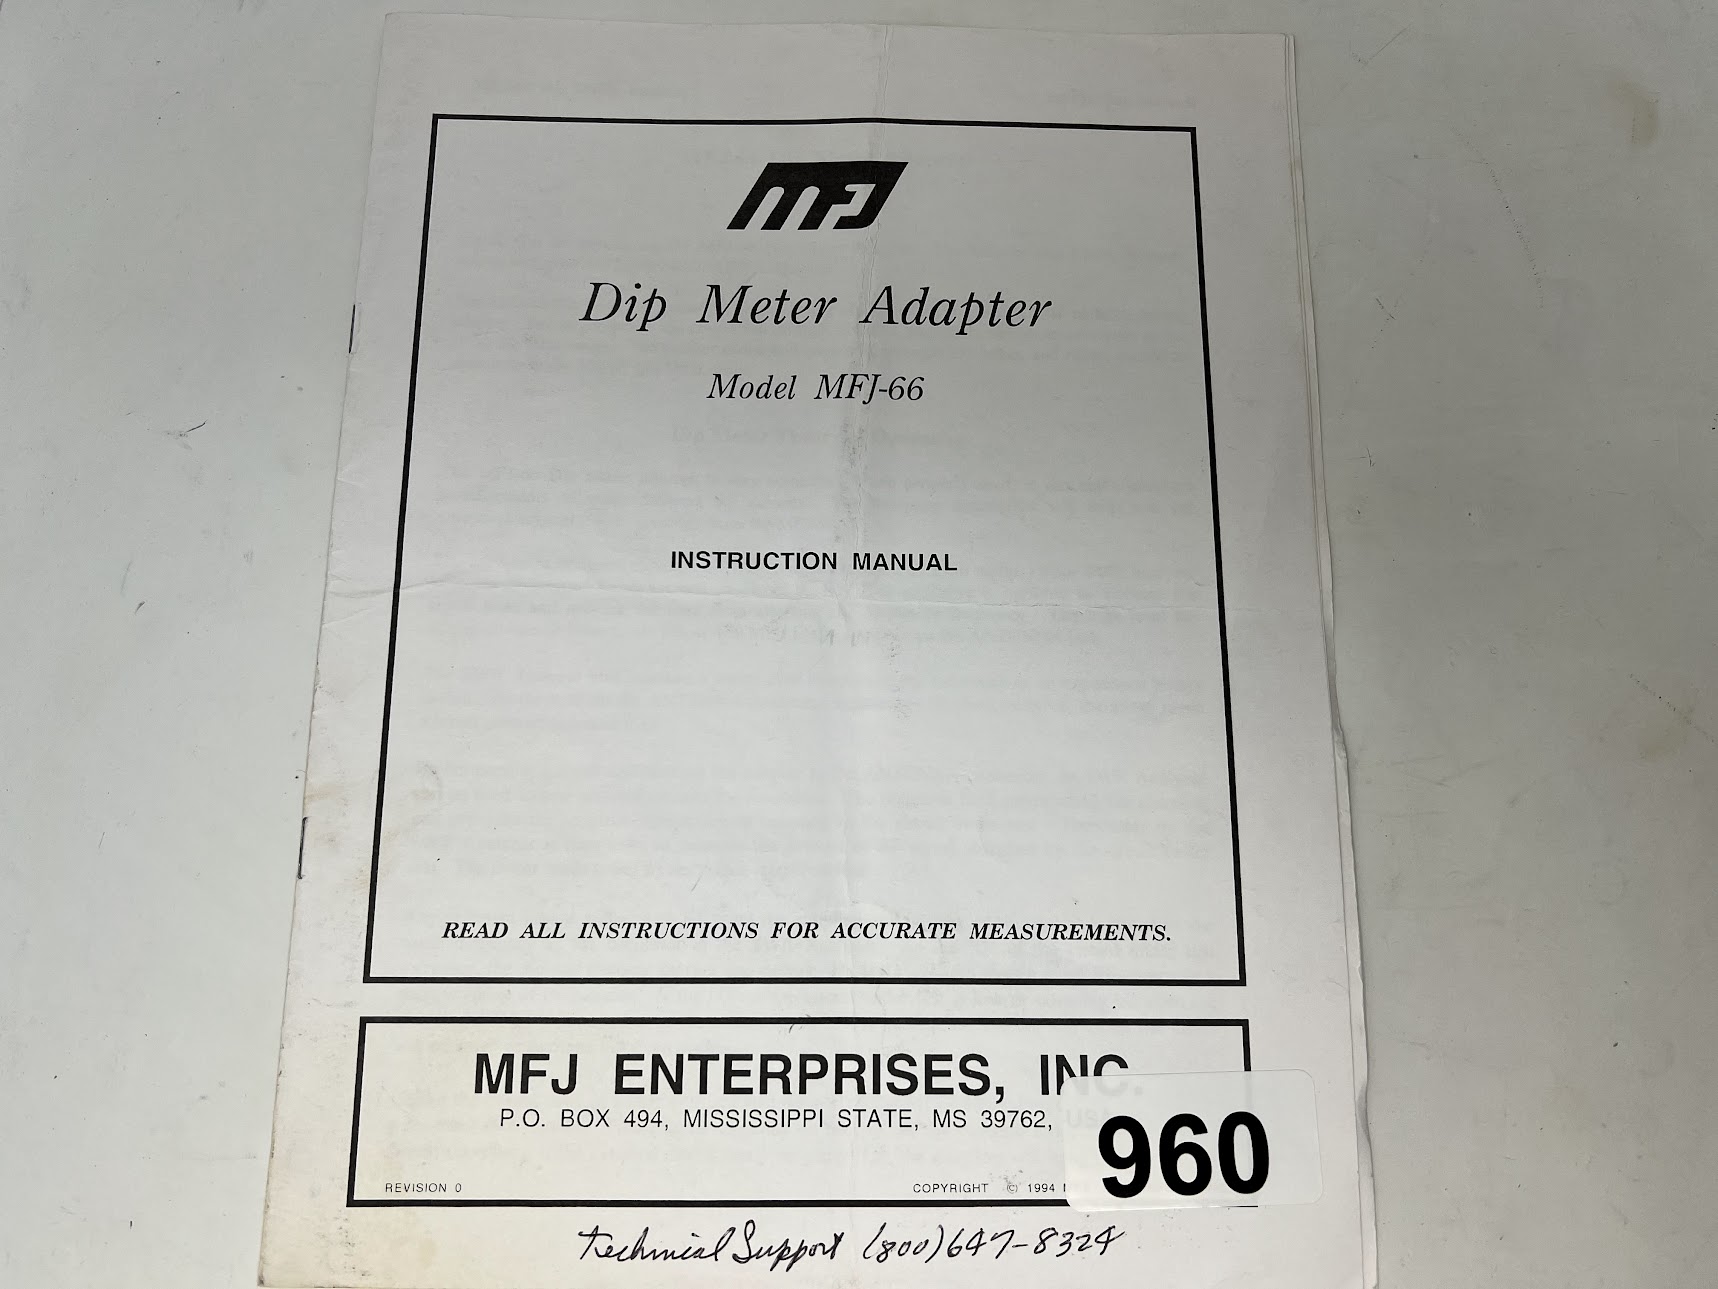 MFJ
Dip Meter Adapter
Model MFJ-66
INSTRUCTION MANUAL
READ ALL INSTRUCTIONS FOR ACCURATE MEASUREMENTS.
MFJ ENTERPRISES, INC.
P.O. BOX 494, MISSISSIPPI STATE, MS 39762, USA
REVISION 0
COPYRIGHT © 1994
960
Technical Support (800) 647-8324